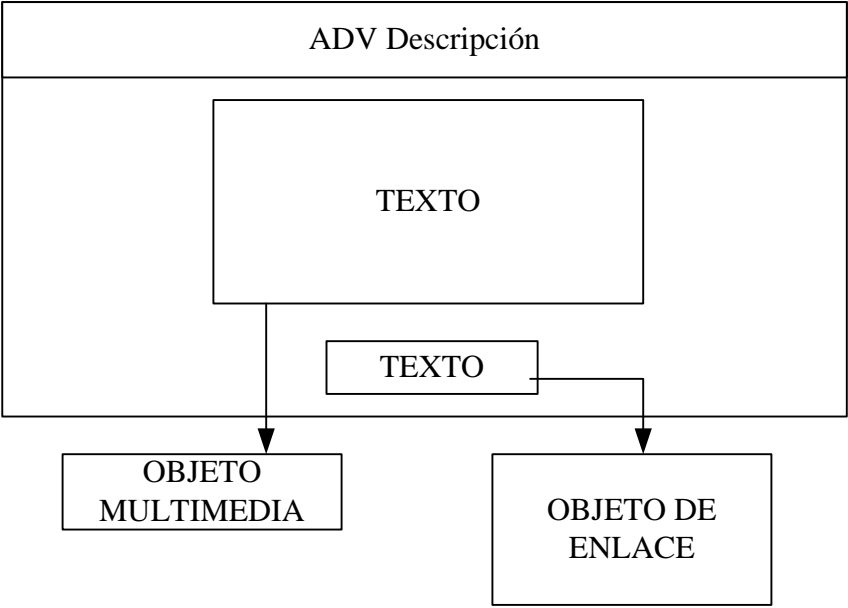 ADV Descripción
TEXTO
TEXTO
OBJETO
MULTIMEDIA
OBJETO DE
ENLACE